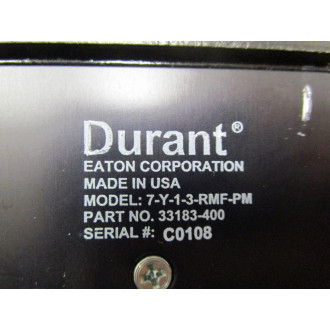 Durant®
EATON CORPORATION
MADE IN USA
MODEL: 7-Y-1-3-RMF-PM
PART NO. 33183-400
SERIAL #: C0108